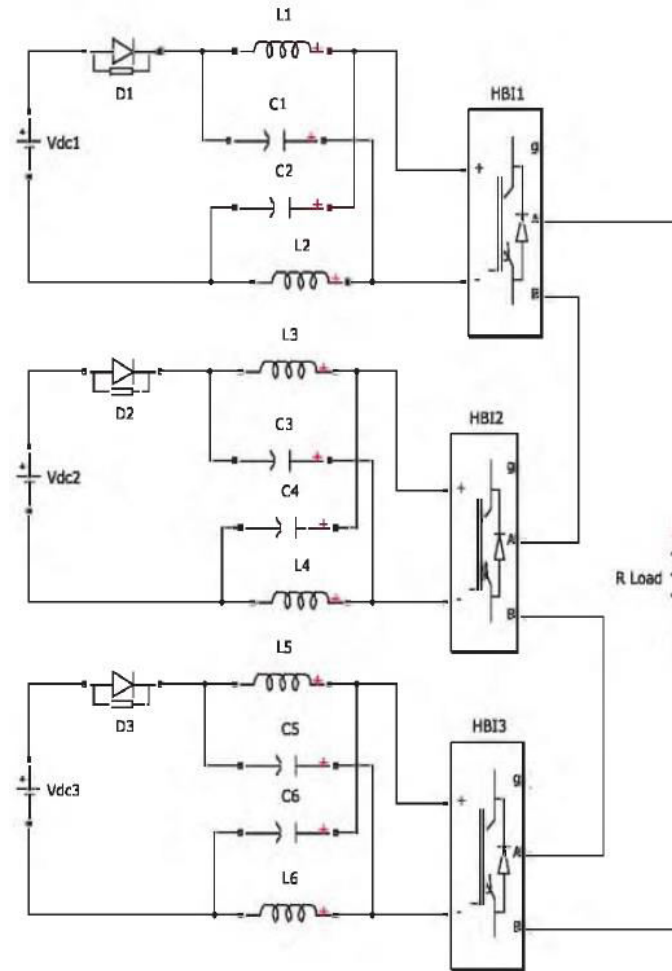 L1
D1
HBI1
C1
g
Vdc1
C2
+
A
L2
-
B
L3
D2
HBI2
C3
g
Vdc2
+
C4
A
R Load
L4
-
B
L5
D3
HBI3
C5
g
Vdc3
C6
+
A
L6
-
B